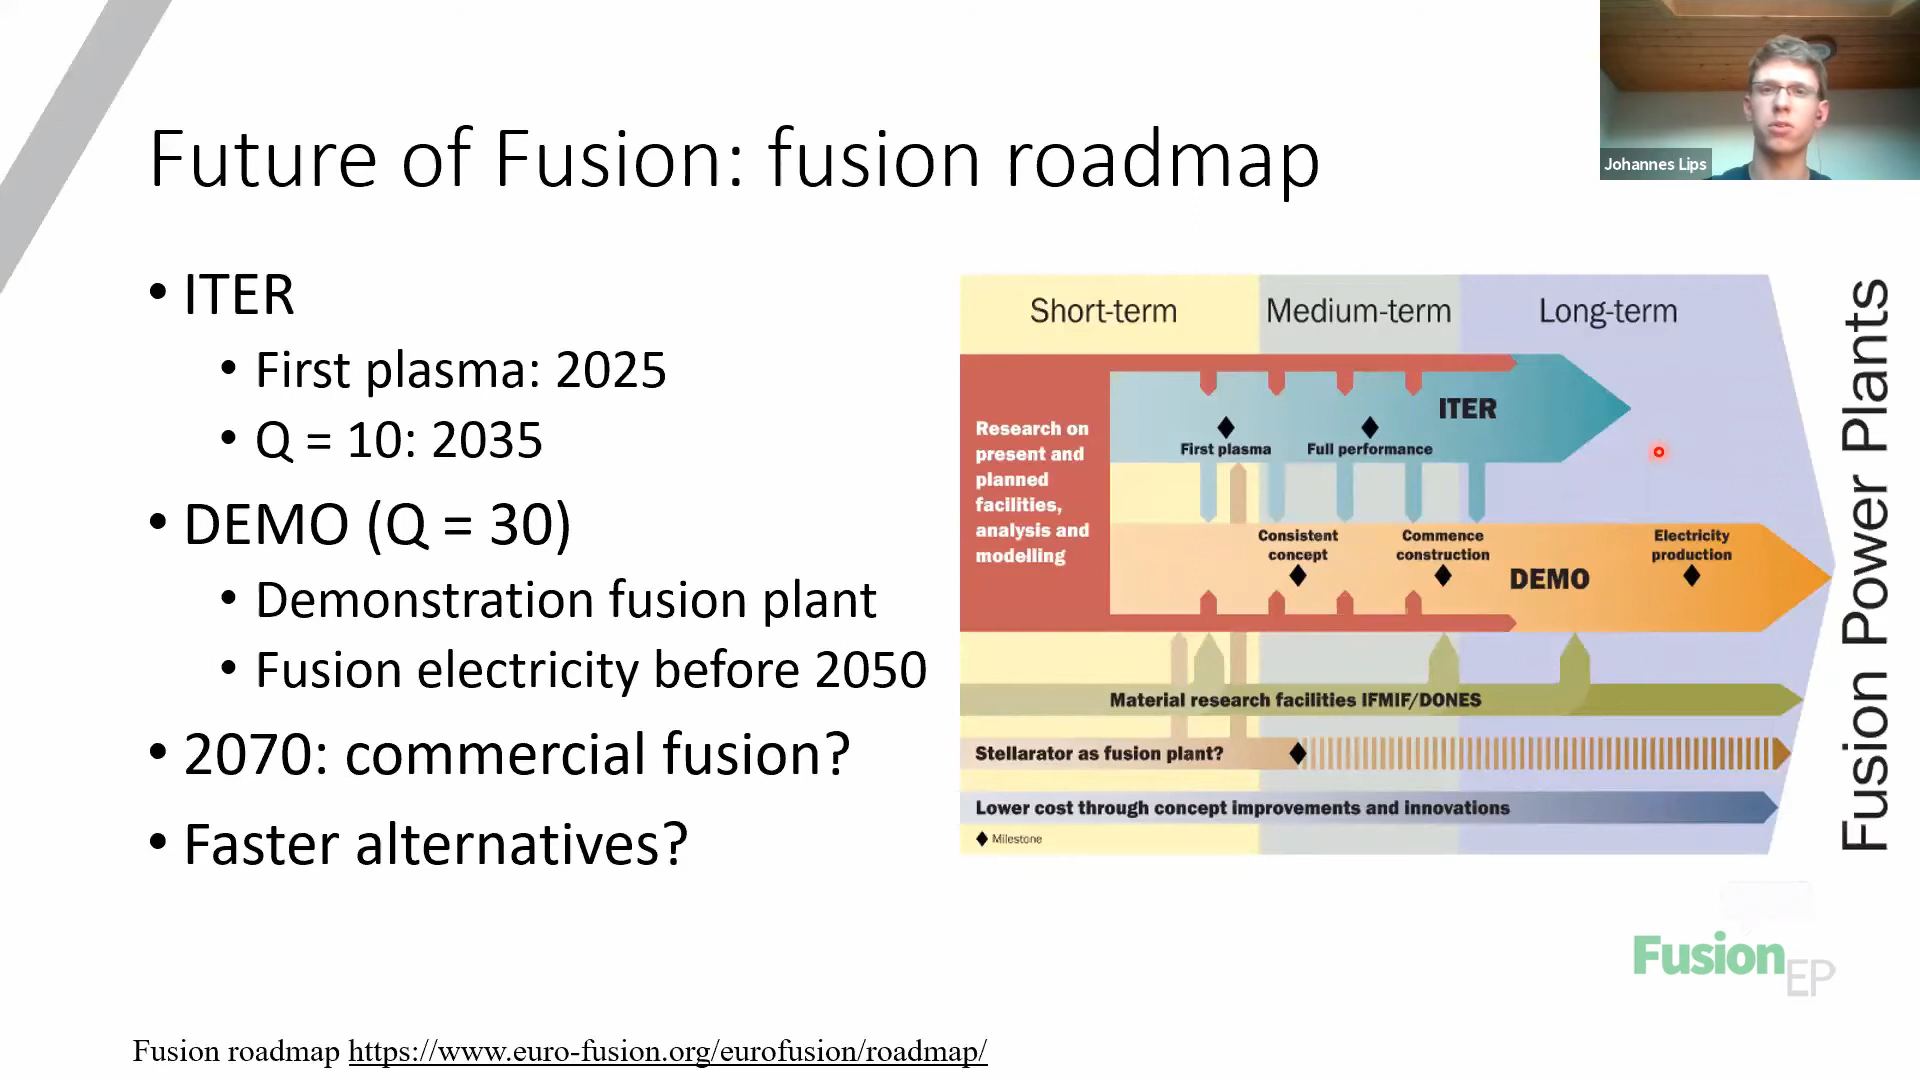 Future of Fusion: fusion roadmap
Johannes Lips
• ITER
• First plasma: 2025
• Q = 10: 2035
• DEMO (Q = 30)
• Demonstration fusion plant
• Fusion electricity before 2050
• 2070: commercial fusion?
• Faster alternatives?
Short-term
Medium-term
Long-term
Research on
present and
planned
facilities,
analysis and
modelling
ITER
First plasma
Full performance
Consistent
concept
Commence
construction
DEMO
Electricity
production
Material research facilities IFMIF/DONES
Stellarator as fusion plant?
Lower cost through concept improvements and innovations
Milestone
Fusion Power Plants
Fusion EP
Fusion roadmap https://www.euro-fusion.org/eurofusion/roadmap/